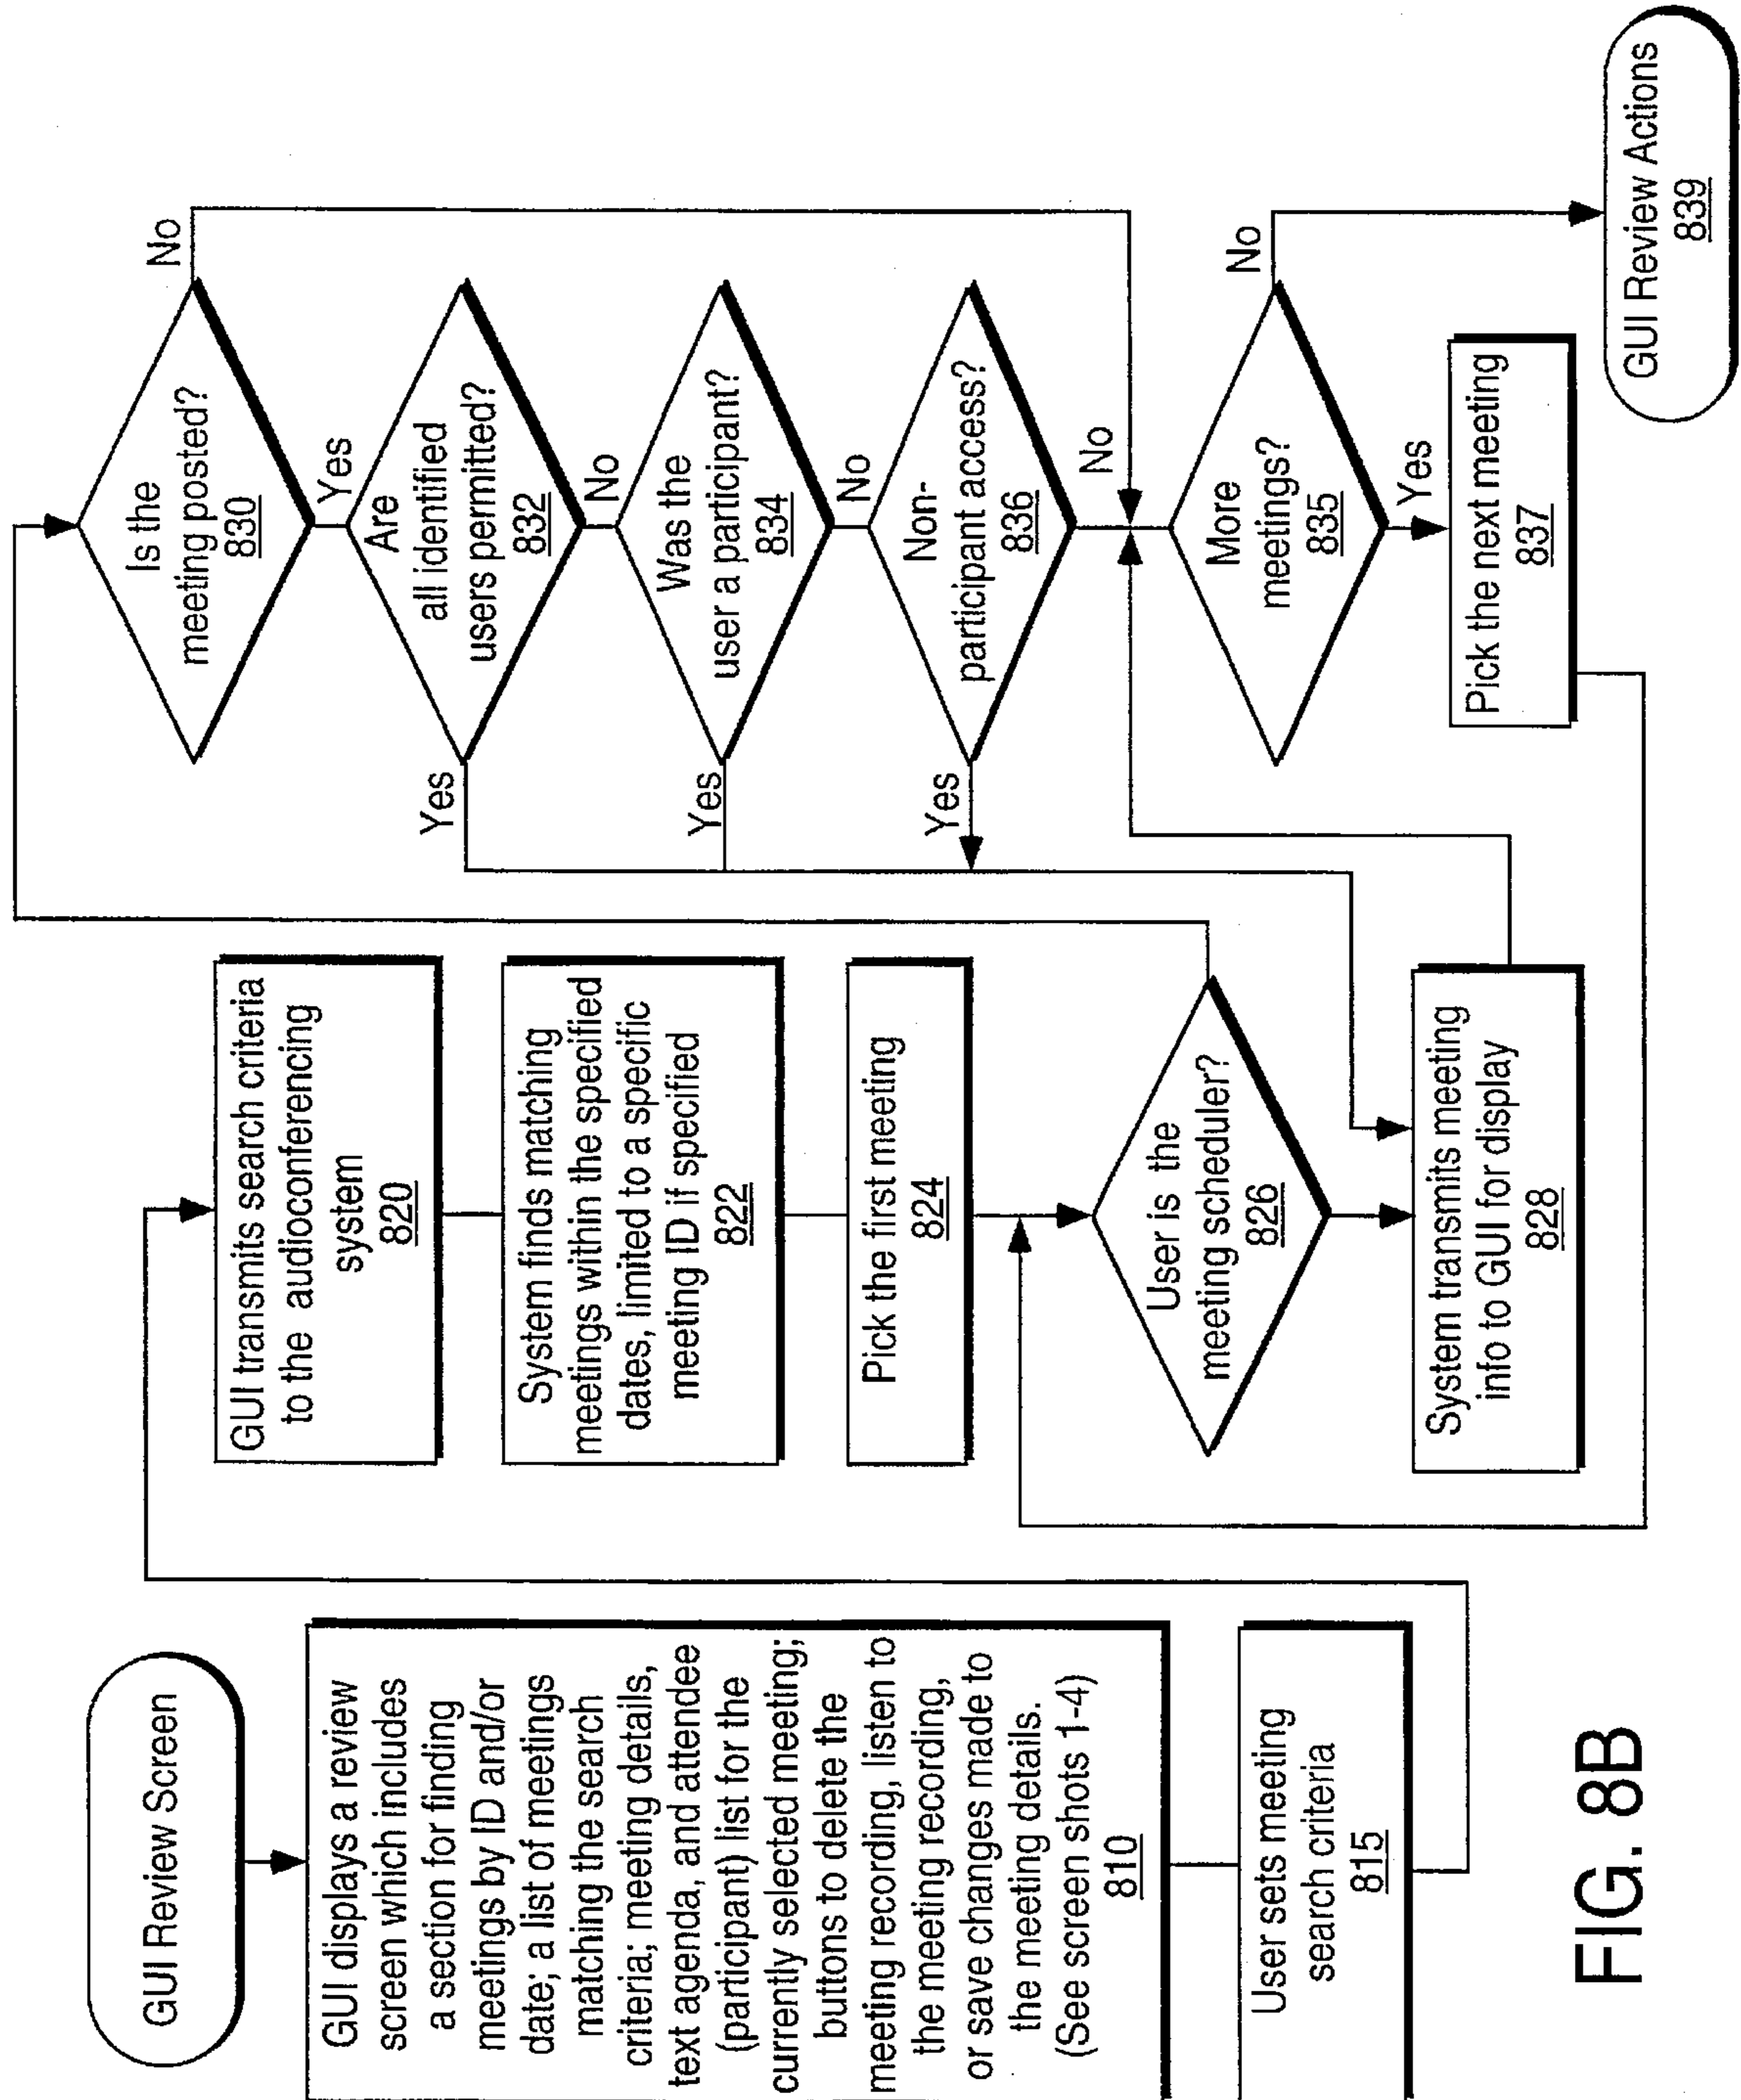 GUI Review Screen
GUI displays a review
screen which includes
a section for finding
meetings by ID and/or
date; a list of meetings
matching the search
criteria; meeting details,
text agenda, and attendee
(participant) list for the
currently selected meeting;
buttons to delete the
meeting recording, listen to
the meeting recording,
or save changes made to
the meeting details.
(See screen shots 1-4)
810
User sets meeting
search criteria
815
GUI transmits search criteria
to the audioconferencing
system
820
System finds matching
meetings within the specified
dates, limited to a specific
meeting ID if specified
822
Pick the first meeting
824
User is the
meeting scheduler?
826
System transmits meeting
info to GUI for display
828
Is the
meeting posted?
830
No
Yes
Are
all identified
users permitted?
832
Yes
No
Was the
user a participant?
834
Yes
No
Non-
participant access?
836
Yes
No
More
meetings?
835
No
Yes
Pick the next meeting
837
GUI Review Actions
839
FIG. 8B